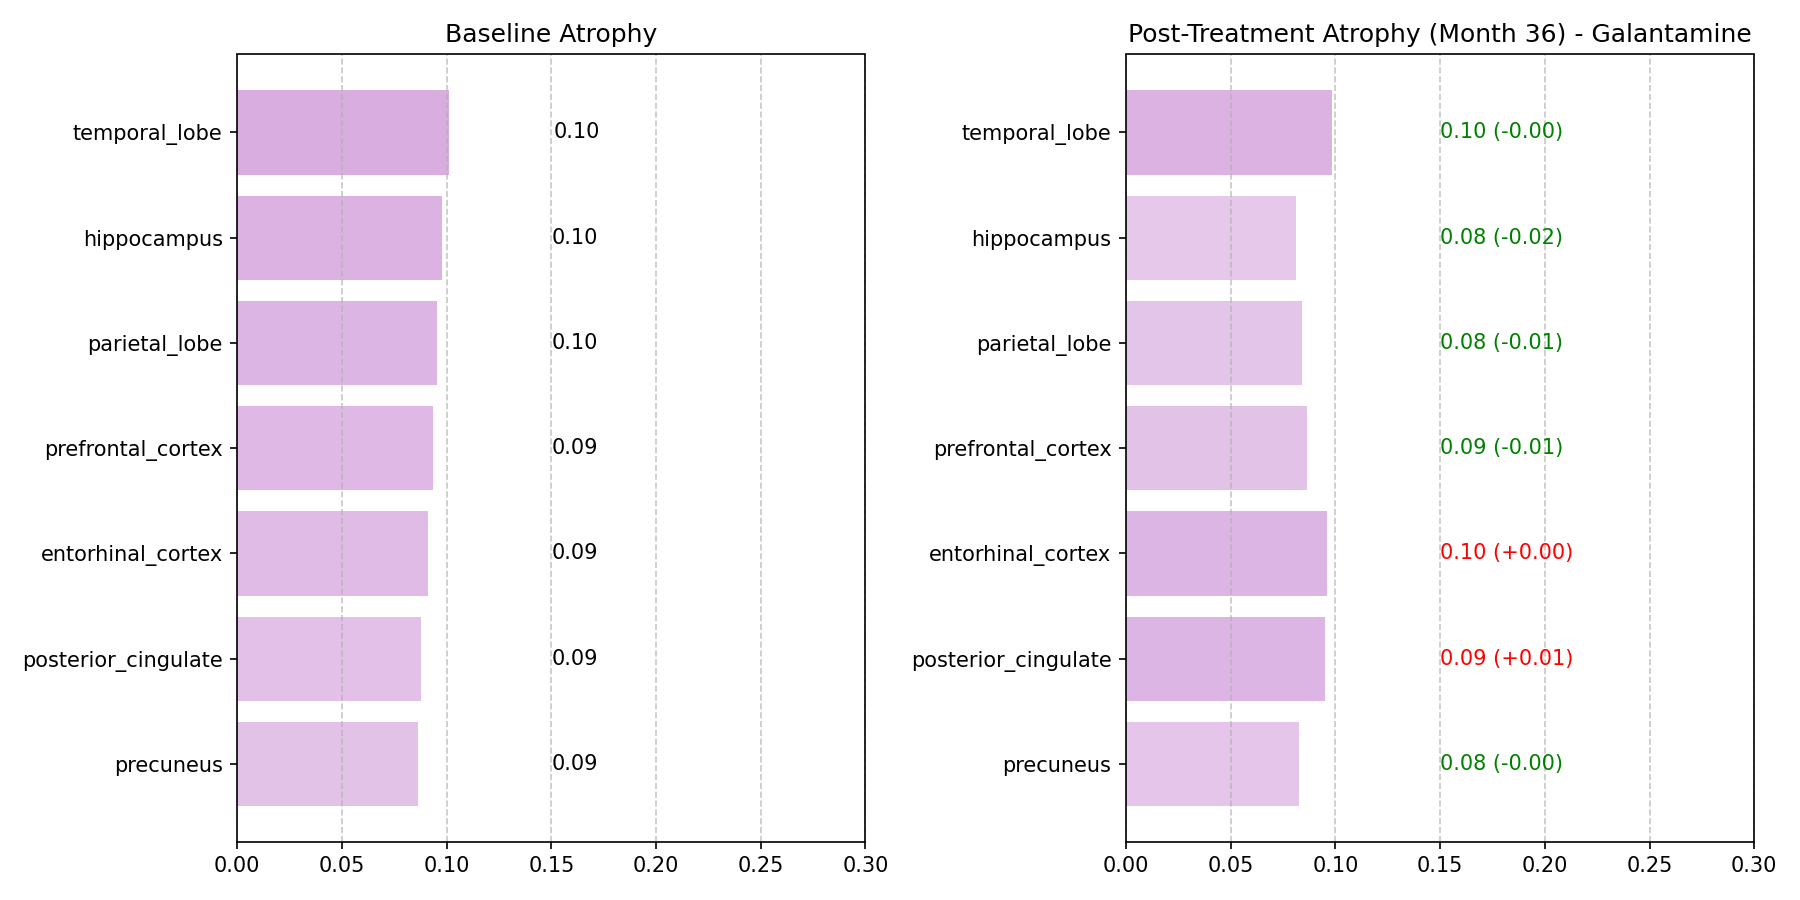 Baseline Atrophy
temporal_lobe 0.10
hippocampus 0.10
parietal_lobe 0.10
prefrontal_cortex 0.09
entorhinal_cortex 0.09
posterior_cingulate 0.09
precuneus 0.09
0.00 0.05 0.10 0.15 0.20 0.25 0.30
Post-Treatment Atrophy (Month 36) - Galantamine
temporal_lobe 0.10 (-0.00)
hippocampus 0.08 (-0.02)
parietal_lobe 0.08 (-0.01)
prefrontal_cortex 0.09 (-0.01)
entorhinal_cortex 0.10 (+0.00)
posterior_cingulate 0.09 (+0.01)
precuneus 0.08 (-0.00)
0.00 0.05 0.10 0.15 0.20 0.25 0.30